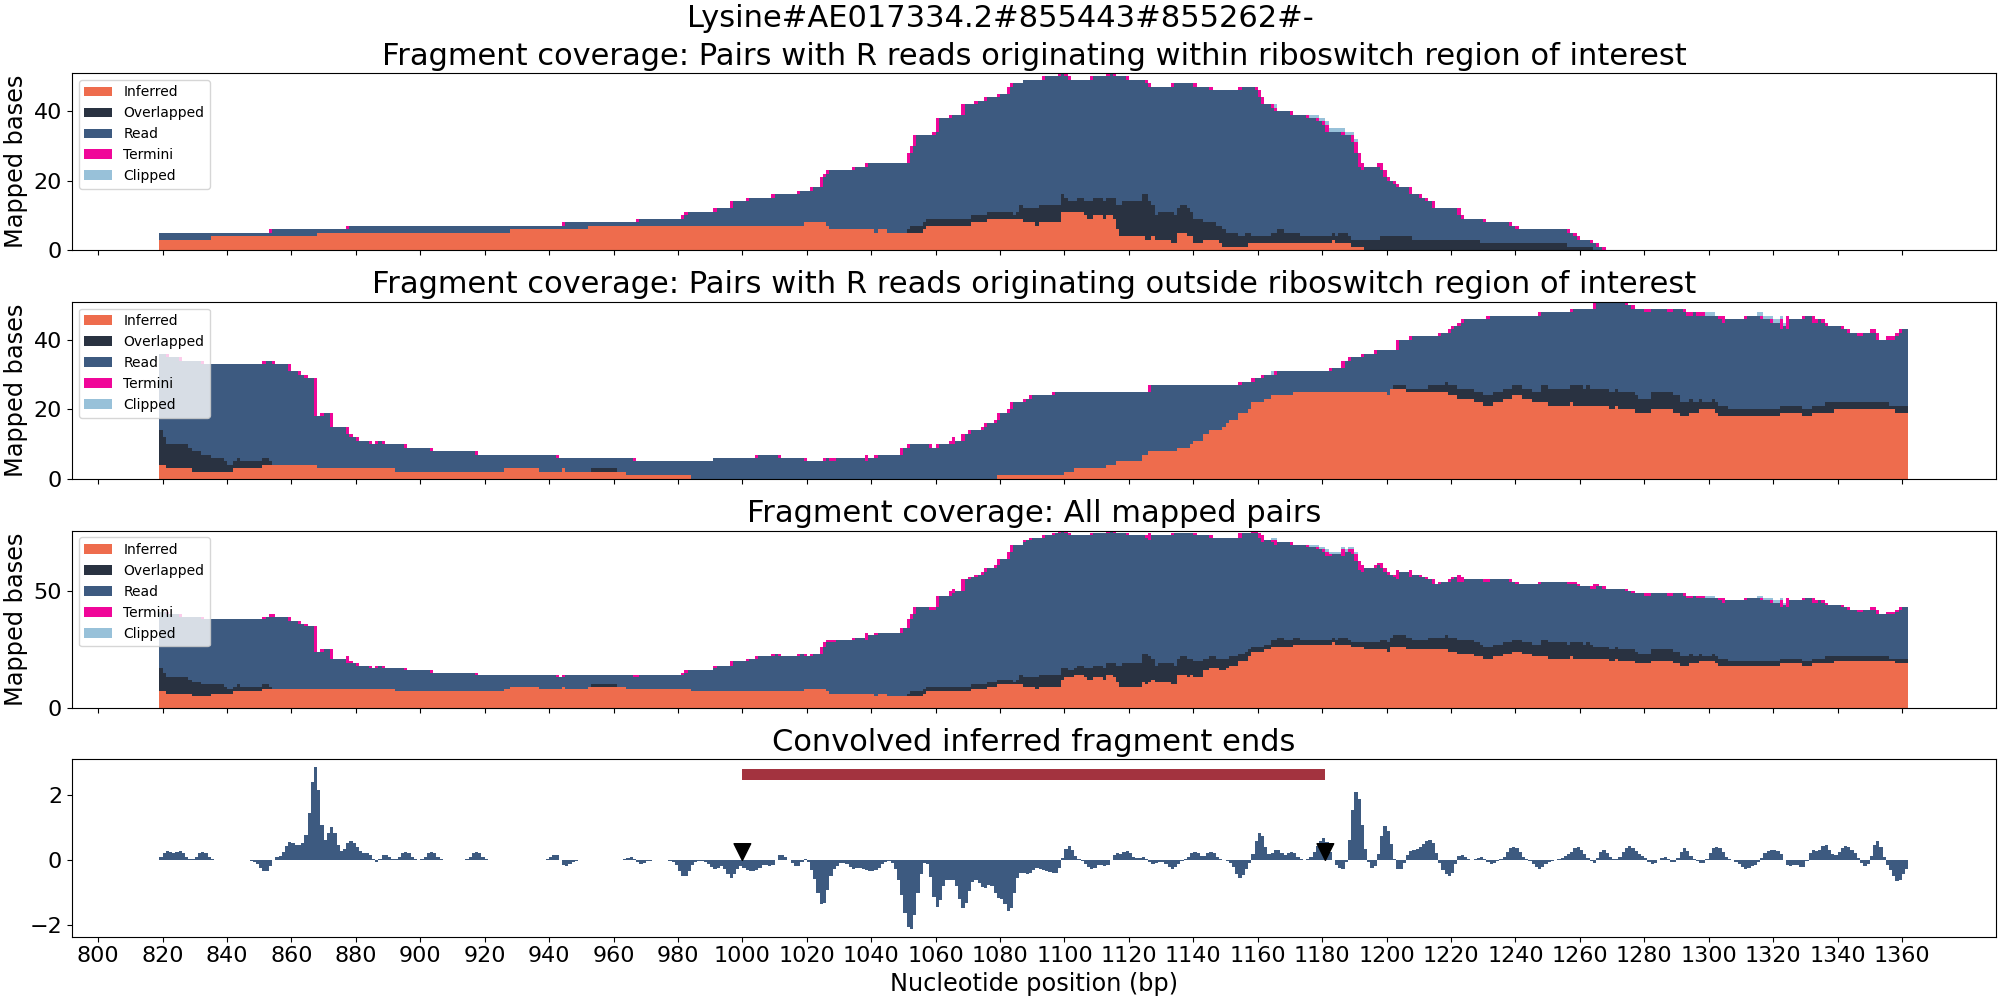 Lysine#AE017334.2#855443#855262#-
Fragment coverage: Pairs with R reads originating within riboswitch region of interest
Mapped bases
40
20
0
Inferred
Overlapped
Read
Termini
Clipped
Fragment coverage: Pairs with R reads originating outside riboswitch region of interest
Mapped bases
40
20
0
Inferred
Overlapped
Read
Termini
Clipped
Fragment coverage: All mapped pairs
Mapped bases
50
0
Inferred
Overlapped
Read
Termini
Clipped
Convolved inferred fragment ends
2
0
−2
800 820 840 860 880 900 920 940 960 980 1000 1020 1040 1060 1080 1100 1120 1140 1160 1180 1200 1220 1240 1260 1280 1300 1320 1340 1360
Nucleotide position (bp)